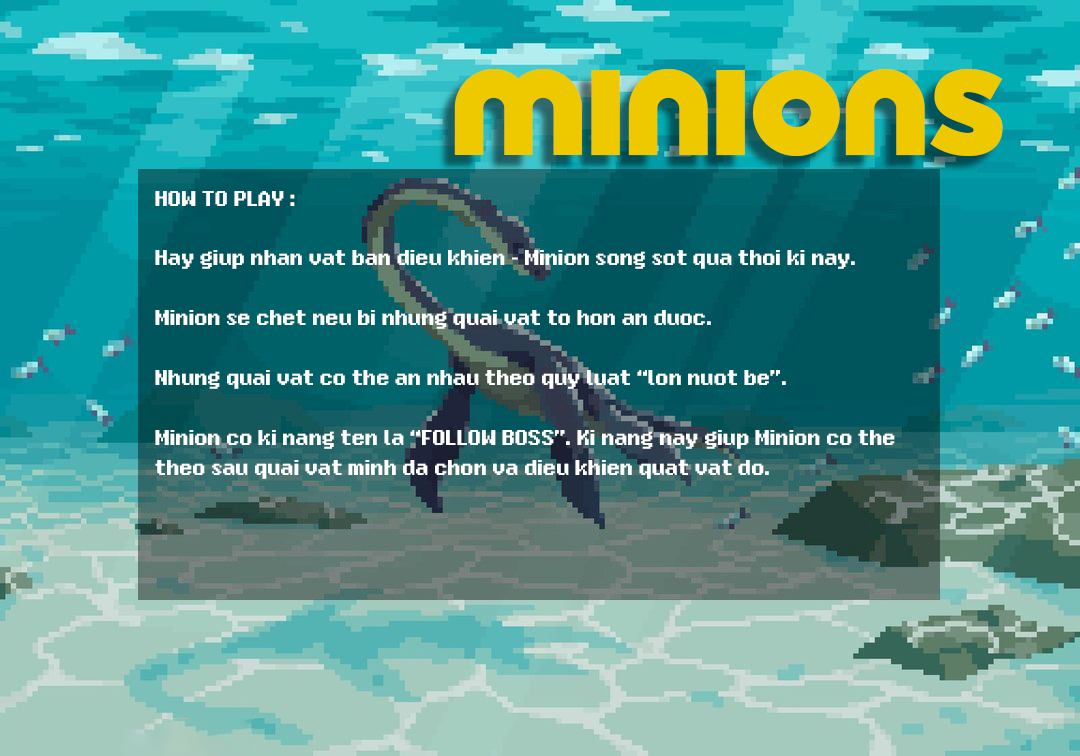 MINIONS
HOW TO PLAY :
Hay giup nhan vat ban dieu khien - Minion song sot qua thoi ki nay.
Minion se chet neu bi nhung quai vat to hon an duoc.
Nhung quai vat co the an nhau theo quy luat “lon nuot be”.
Minion co ki nang ten la “FOLLOW BOSS”. Ki nang nay giup Minion co the
theo sau quai vat minh da chon va dieu khien quat vat do.